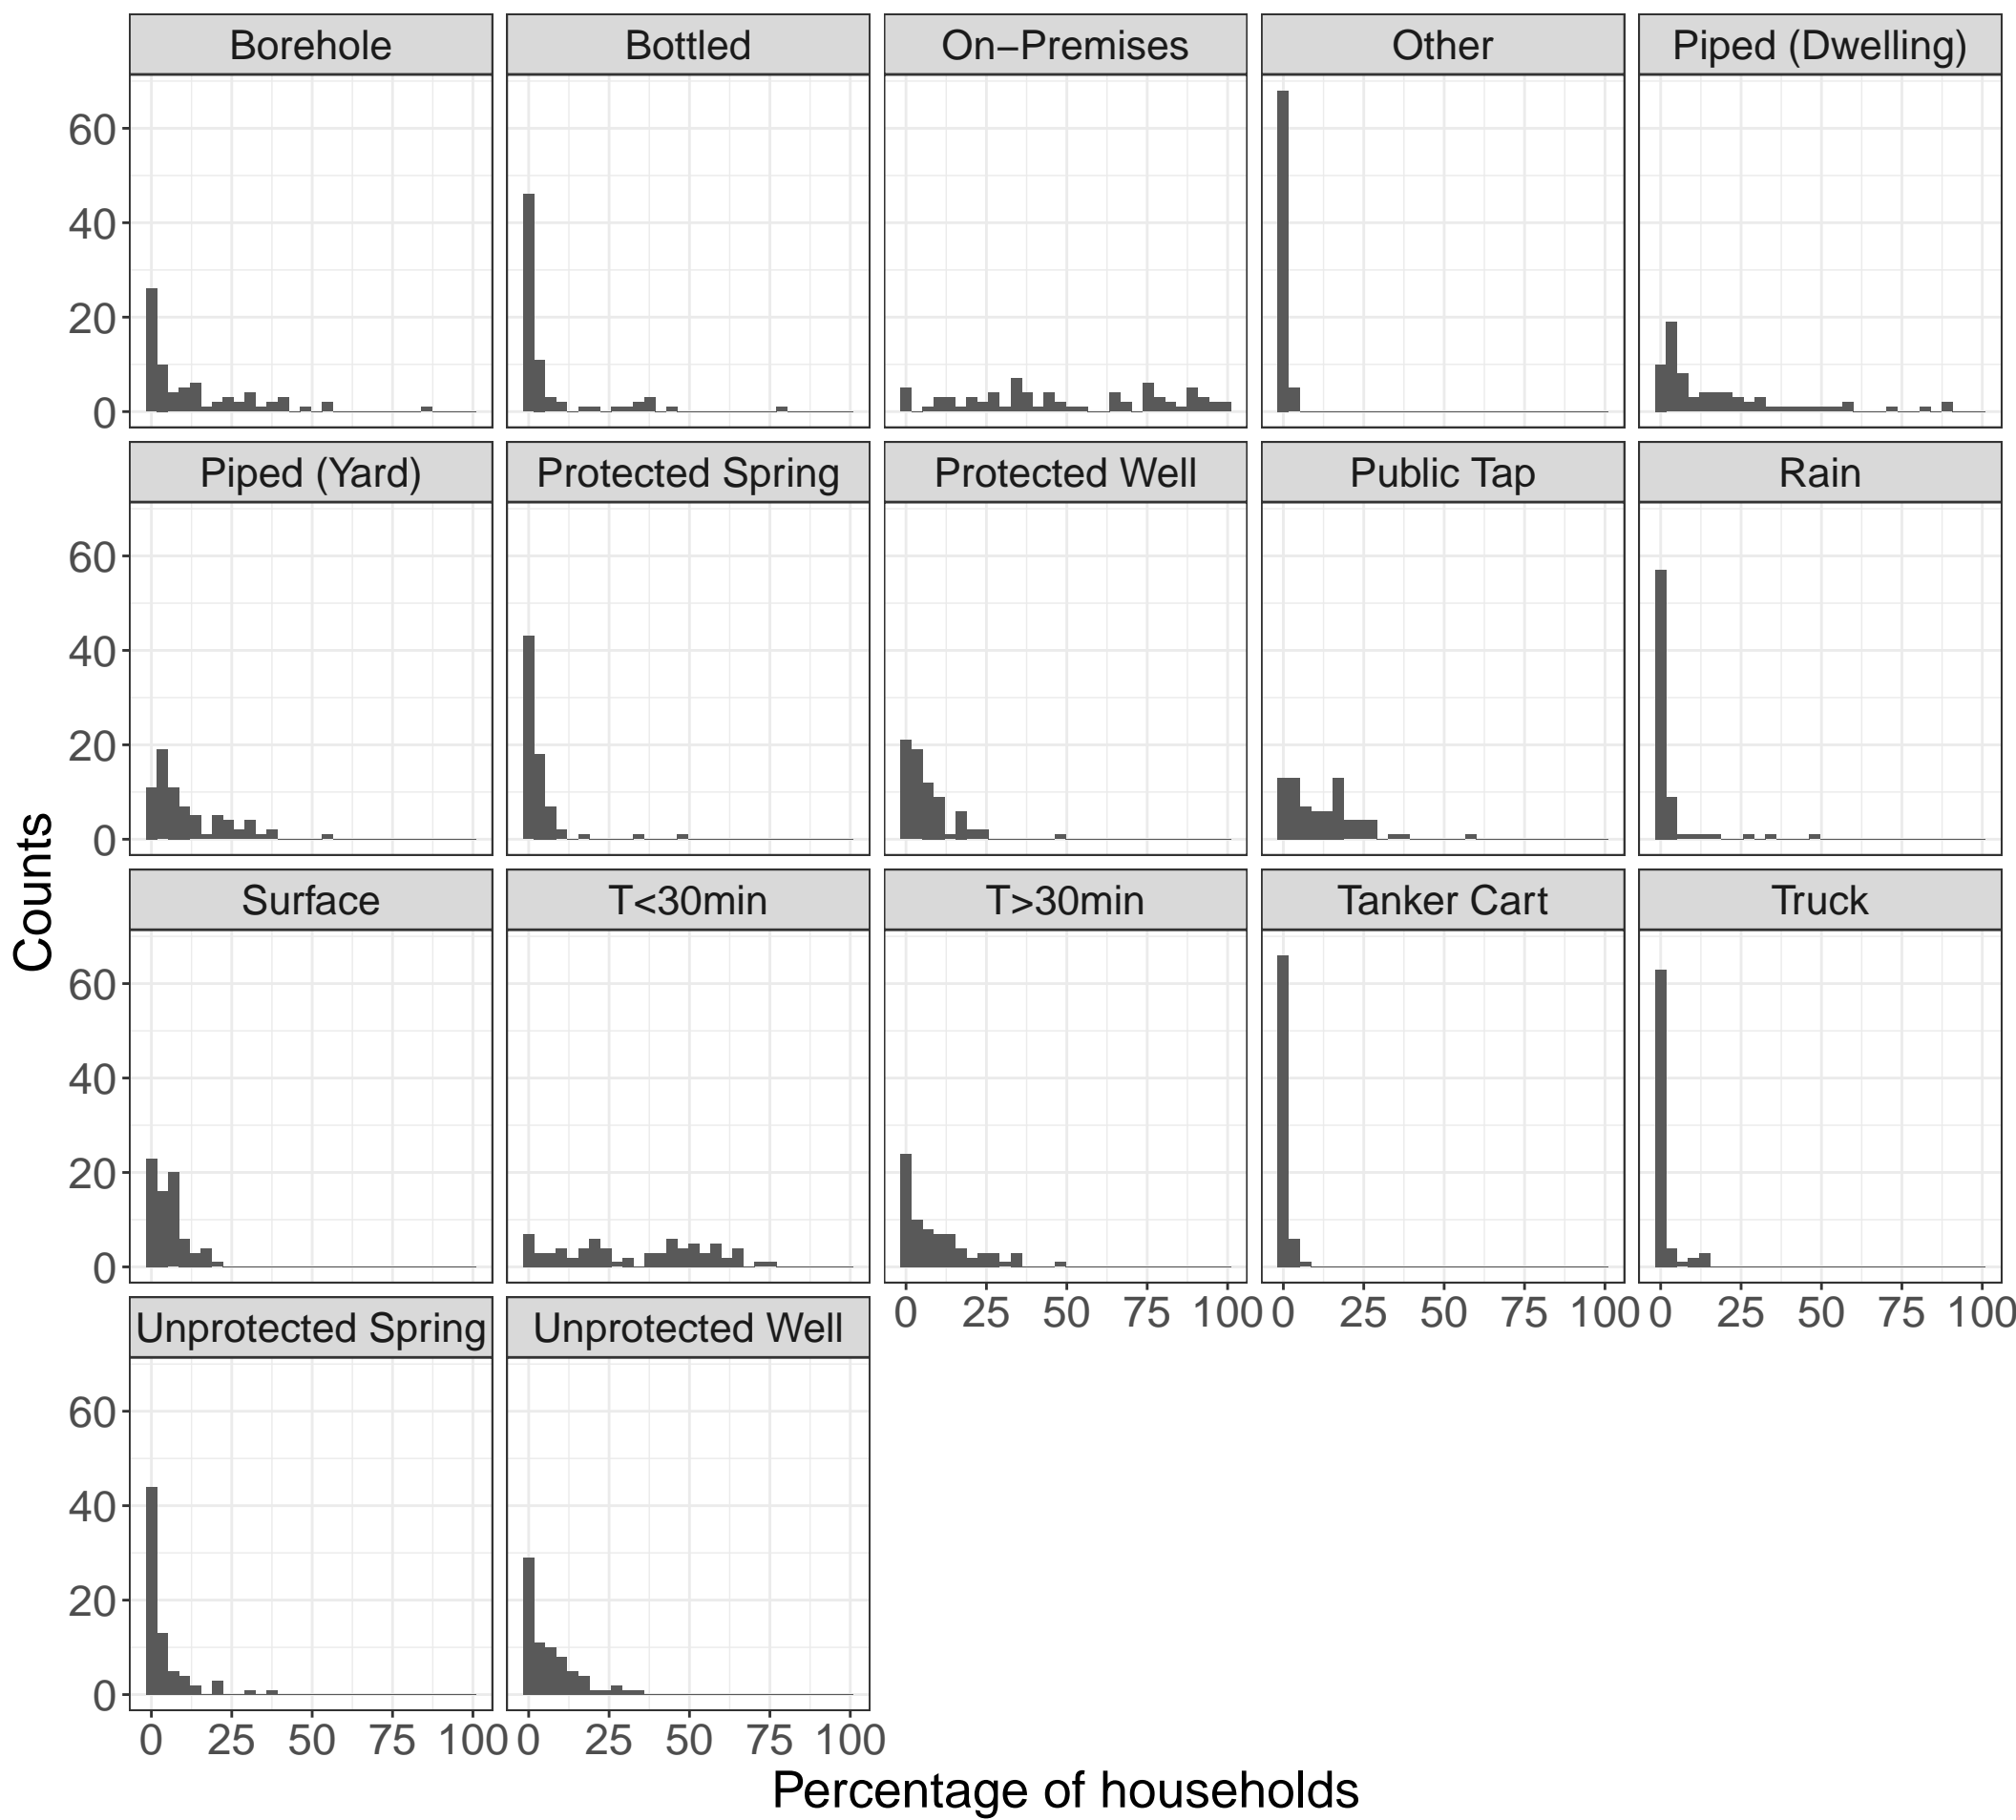 Borehole Bottled On−Premises Other Piped (Dwelling)
60
40
20
0
Piped (Yard) Protected Spring Protected Well Public Tap Rain
60
40
20
0
Surface T<30min T>30min Tanker Cart Truck
60
40
20
0
0 25 50 75 100 0 25 50 75 100 0 25 50 75 100
Unprotected Spring Unprotected Well
60
40
20
0
0 25 50 75 100 0 25 50 75 100
Counts
Percentage of households